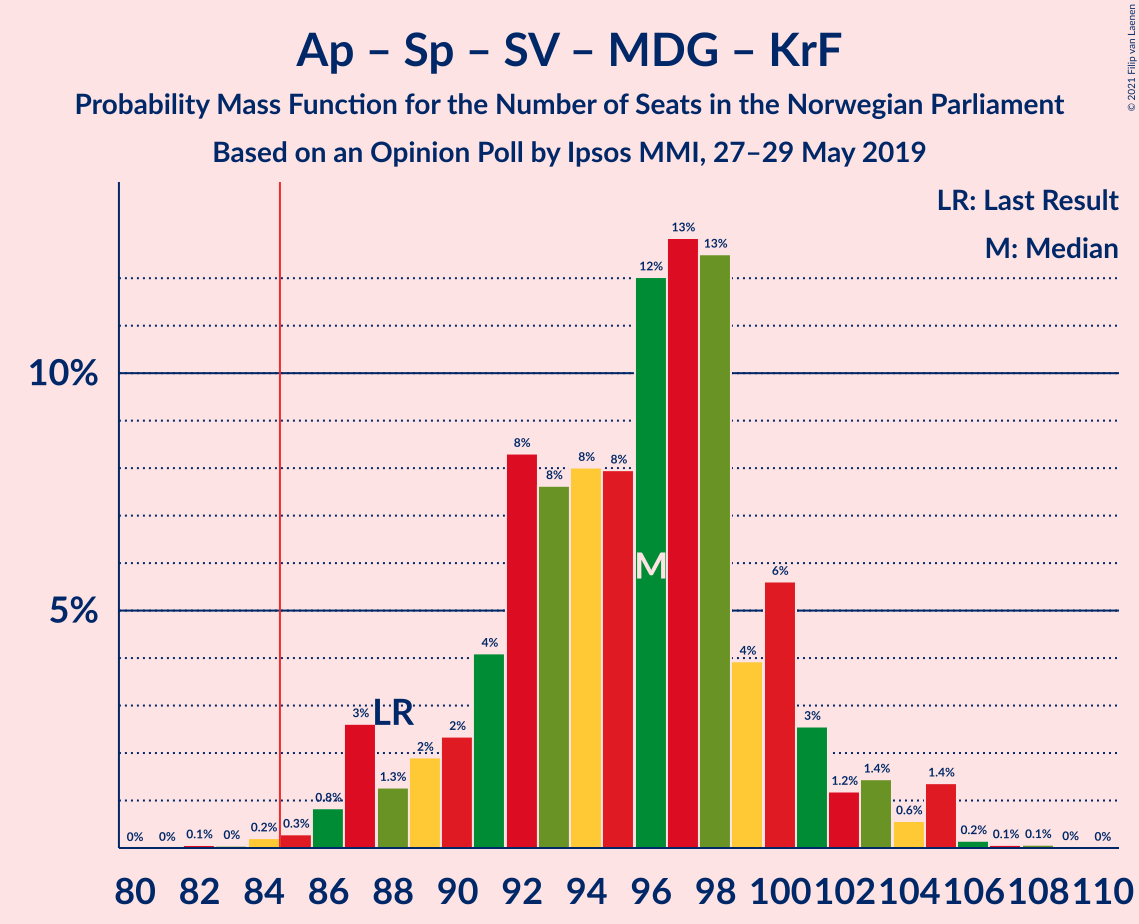 © 2021 Filip van Laenen
Ap – Sp – SV – MDG – KrF
Probability Mass Function for the Number of Seats in the Norwegian Parliament
Based on an Opinion Poll by Ipsos MMI, 27–29 May 2019
LR: Last Result
M: Median
10%
5%
0% 0% 0.1% 0% 0.2% 0.3% 0.8% 3% 1.3% 2% 2% 4% 8% 8% 8% 8% 12% 13% 13% 4% 6% 3% 1.2% 1.4% 0.6% 1.4% 0.2% 0.1% 0.1% 0% 0%
LR
M
80 82 84 86 88 90 92 94 96 98 100 102 104 106 108 110